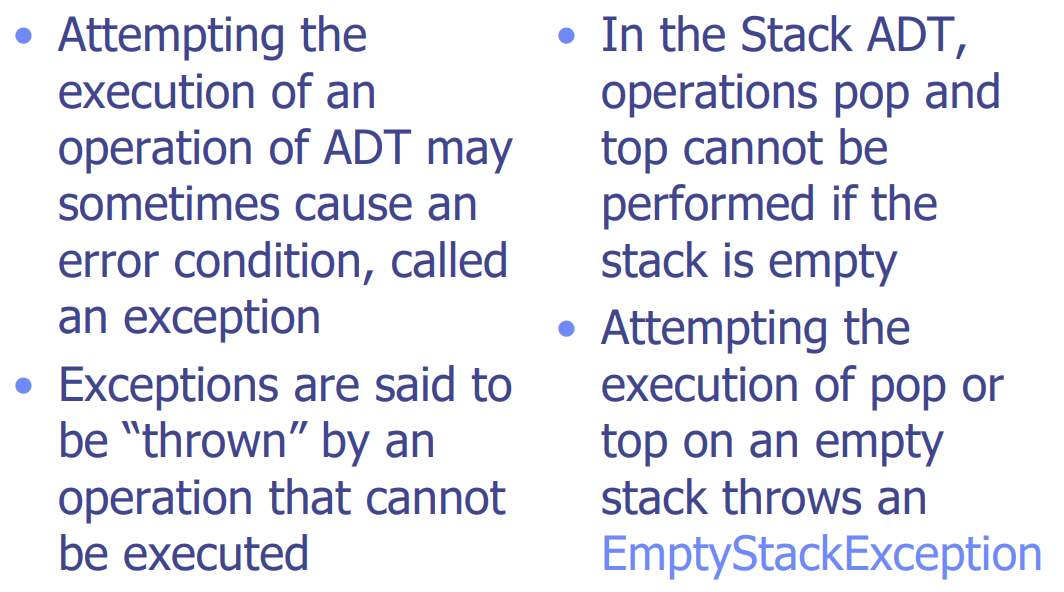 • Attempting the
execution of an
operation of ADT may
sometimes cause an
error condition, called
an exception
• Exceptions are said to
be “thrown” by an
operation that cannot
be executed
• In the Stack ADT,
operations pop and
top cannot be
performed if the
stack is empty
• Attempting the
execution of pop or
top on an empty
stack throws an
EmptyStackException